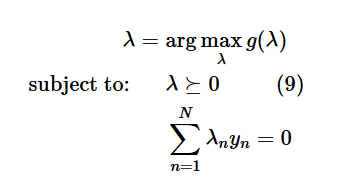 λ = arg max g(λ)
λ
subject to: λ ⪰ 0 (9)
N
∑ λₙyₙ = 0
n=1